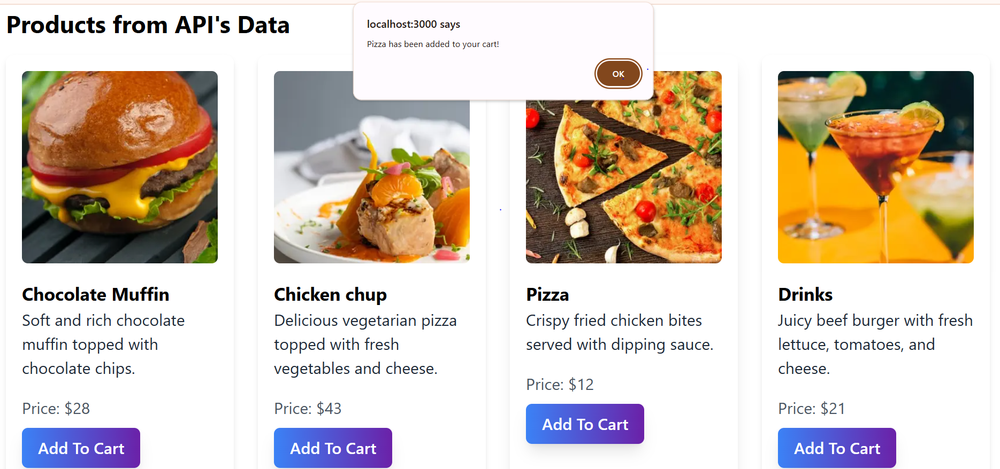 Products from API's Data
localhost:3000 says
Pizza has been added to your cart!
OK
Chocolate Muffin
Soft and rich chocolate
muffin topped with
chocolate chips.
Price: $28
Add To Cart
Chicken chup
Delicious vegetarian pizza
topped with fresh
vegetables and cheese.
Price: $43
Add To Cart
Pizza
Crispy fried chicken bites
served with dipping sauce.
Price: $12
Add To Cart
Drinks
Juicy beef burger with fresh
lettuce, tomatoes, and
cheese.
Price: $21
Add To Cart